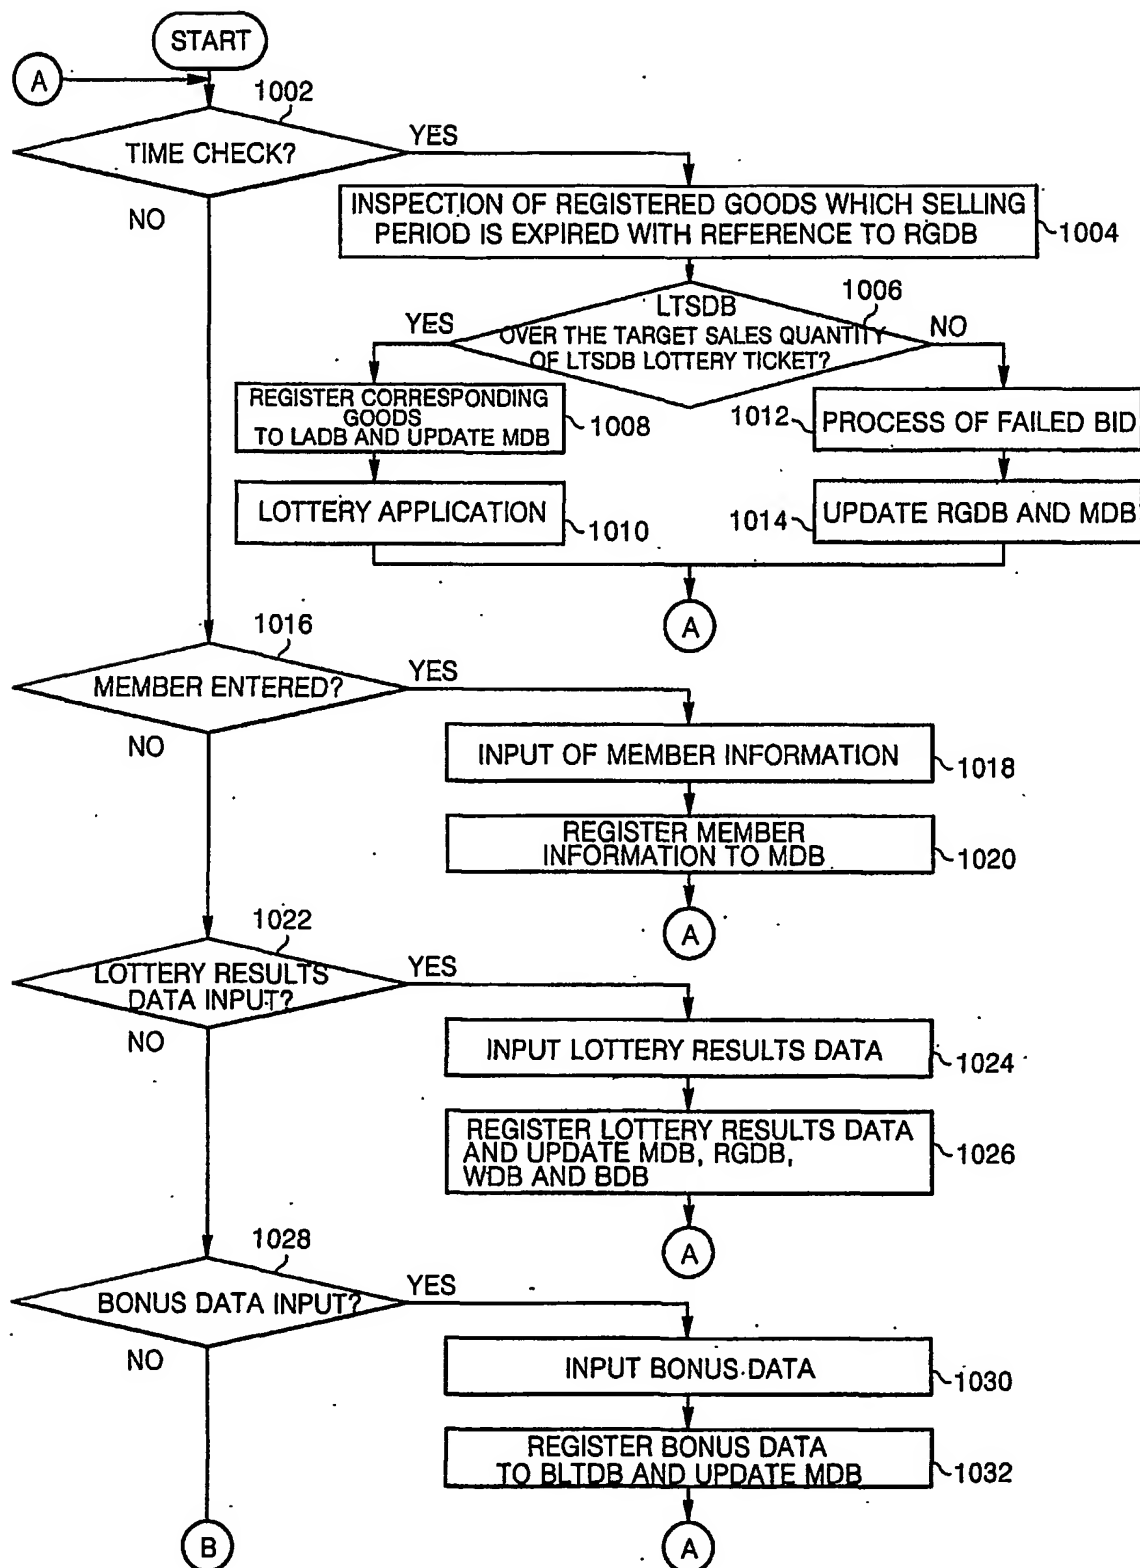 START
A
1002
TIME CHECK?
YES
NO
INSPECTION OF REGISTERED GOODS WHICH SELLING
PERIOD IS EXPIRED WITH REFERENCE TO RGDB
1004
LTSDB
1006
OVER THE TARGET SALES QUANTITY
OF LTSDB LOTTERY TICKET?
YES
NO
REGISTER CORRESPONDING
GOODS
TO LADB AND UPDATE MDB
1008
1012
PROCESS OF FAILED BID
LOTTERY APPLICATION
1010
1014
UPDATE RGDB AND MDB
A
1016
MEMBER ENTERED?
YES
NO
INPUT OF MEMBER INFORMATION
1018
REGISTER MEMBER
INFORMATION TO MDB
1020
A
1022
LOTTERY RESULTS
DATA INPUT?
YES
NO
INPUT LOTTERY RESULTS DATA
1024
REGISTER LOTTERY RESULTS DATA
AND UPDATE MDB, RGDB,
WDB AND BDB
1026
A
1028
BONUS DATA INPUT?
YES
NO
INPUT BONUS DATA
1030
REGISTER BONUS DATA
TO BLTDB AND UPDATE MDB
1032
B
A